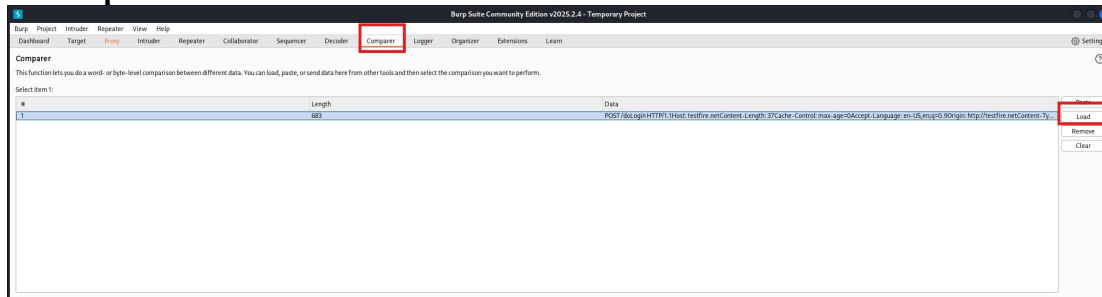 Burp Suite Community Edition v2025.2.4 - Temporary Project
Burp Project Intruder Repeater View Help
Dashboard Target Proxy Intruder Repeater Collaborator Sequencer Decoder Comparer Logger Organizer Extensions Learn Setting
Comparer
This function lets you do a word- or byte-level comparison between different data. You can load, paste, or send data here from other tools and then select the comparison you want to perform.
Select item 1:
# Length Data
1 683 POST /doLogin HTTP/1.1Host: testfire.netContent-Length: 37Cache-Control: max-age=0Accept-Language: en-US,en;q=0.9Origin: http://testfire.netContent-Ty...
Paste
Load
Remove
Clear